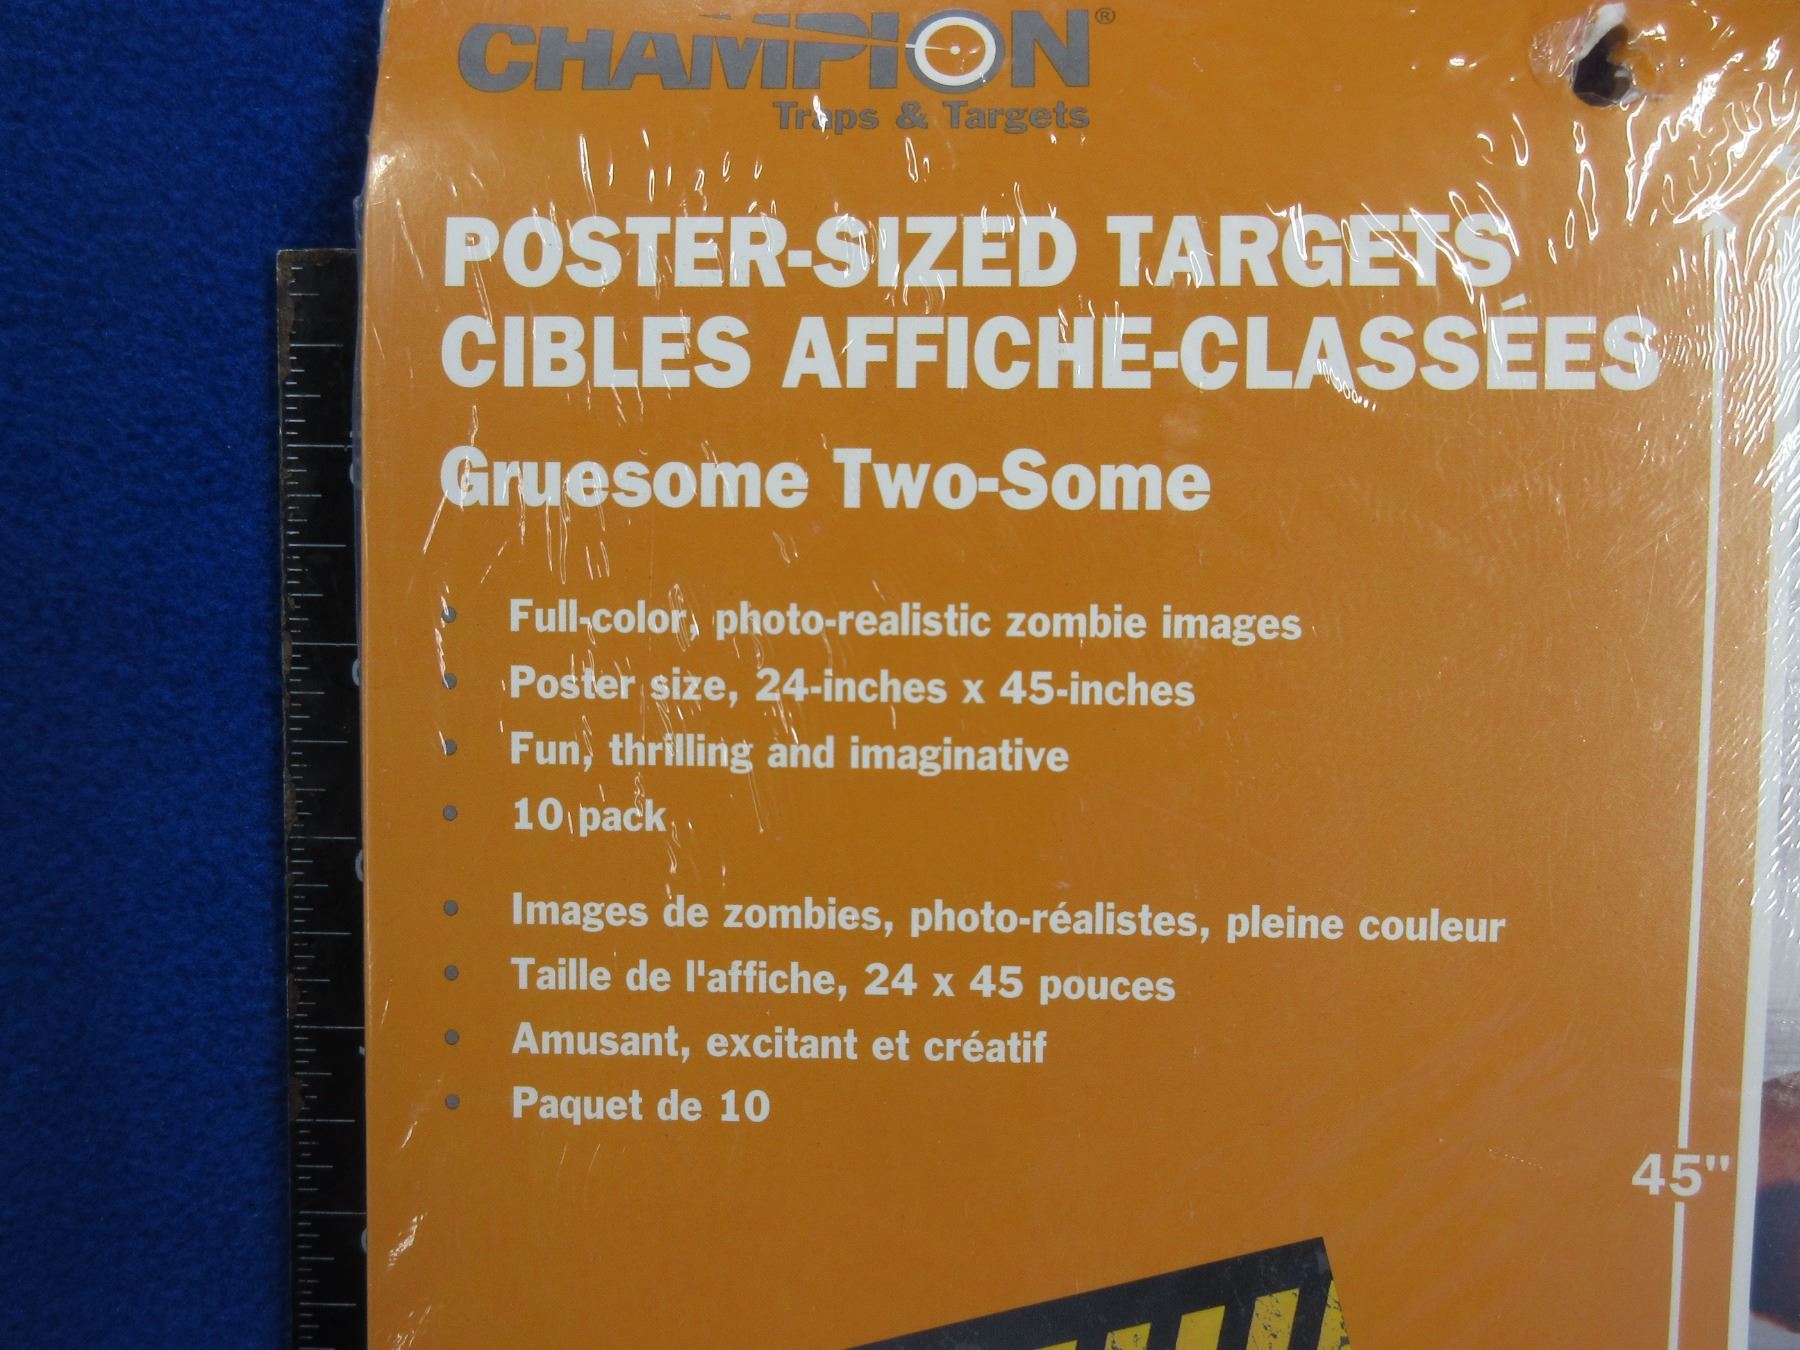 CHAMPION®
Traps & Targets
POSTER-SIZED TARGETS
CIBLES AFFICHE-CLASSÉES
Gruesome Two-Some
• Full-color, photo-realistic zombie images
• Poster size, 24-inches x 45-inches
• Fun, thrilling and imaginative
• 10 pack
• Images de zombies, photo-réalistes, pleine couleur
• Taille de l'affiche, 24 x 45 pouces
• Amusant, excitant et créatif
• Paquet de 10
45"